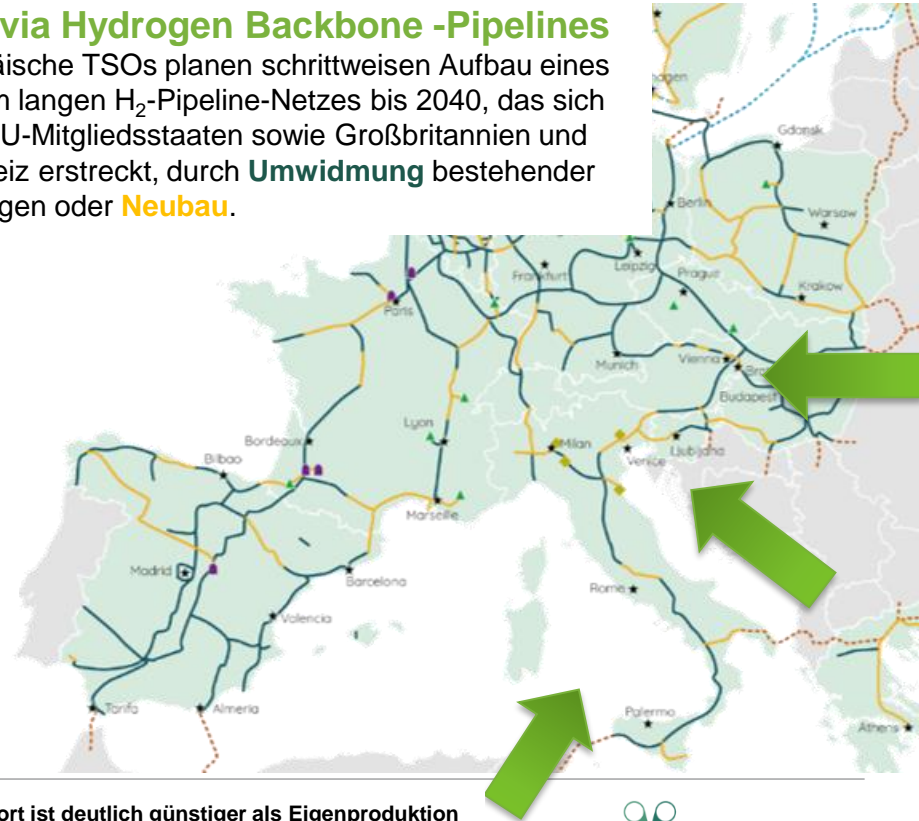 via Hydrogen Backbone -Pipelines
äische TSOs planen schrittweisen Aufbau eines
n langen H₂-Pipeline-Netzes bis 2040, das sich
U-Mitgliedsstaaten sowie Großbritannien und
eiz erstreckt, durch Umwidmung bestehender
gen oder Neubau.
Gdansk
Berlin
Warsaw
Leipzig
Frankfurt
Prague
Krakow
Paris
Munich
Vienna
Budapest
Lyon
Bordeaux
Milan
Ljubljana
Venice
Bilbao
Marseille
Madrid
Barcelona
Rome
Valencia
Tarifa
Almeria
Palermo
Athens
ort ist deutlich günstiger als Eigenproduktion